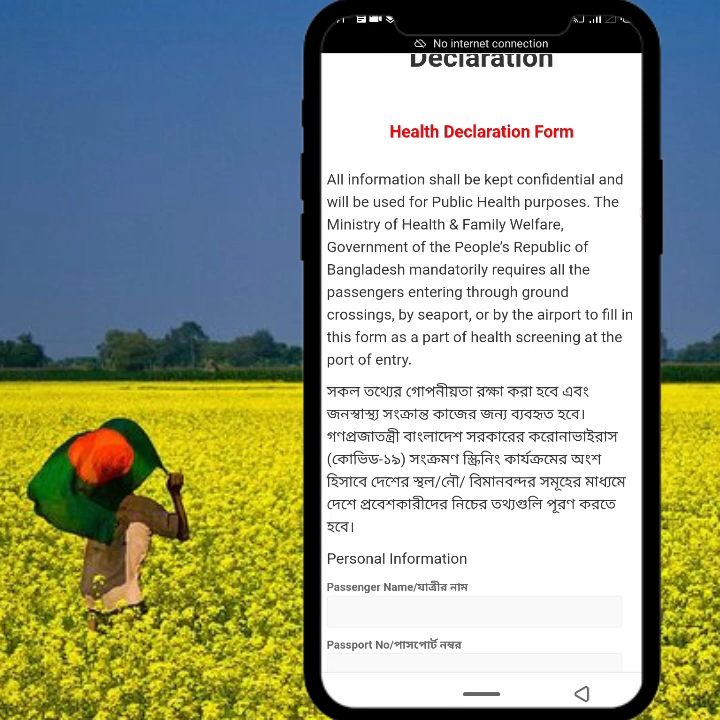 No internet connection
Declaration
Health Declaration Form
All information shall be kept confidential and
will be used for Public Health purposes. The
Ministry of Health & Family Welfare,
Government of the People's Republic of
Bangladesh mandatorily requires all the
passengers entering through ground
crossings, by seaport, or by the airport to fill in
this form as a part of health screening at the
port of entry.
সকল তথ্যের গোপনীয়তা রক্ষা করা হবে এবং
জনস্বাস্থ্য সংক্রান্ত কাজের জন্য ব্যবহৃত হবে।
গণপ্রজাতন্ত্রী বাংলাদেশ সরকারের করোনাভাইরাস
(কোভিড-১৯) সংক্রমণ স্ক্রিনিং কার্যক্রমের অংশ
হিসাবে দেশের স্থল/নৌ/ বিমানবন্দর সমূহের মাধ্যমে
দেশে প্রবেশকারীদের নিচের তথ্যগুলি পূরণ করতে
হবে।
Personal Information
Passenger Name/যাত্রীর নাম
Passport No/পাসপোর্ট নম্বর